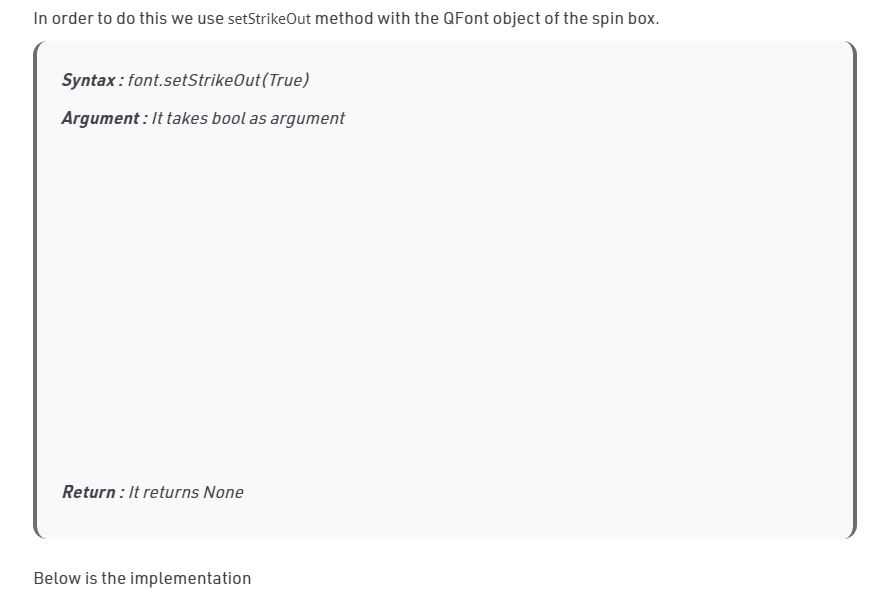 In order to do this we use setStrikeOut method with the QFont object of the spin box.
Syntax : font.setStrikeOut(True)
Argument : It takes bool as argument
Return : It returns None
Below is the implementation